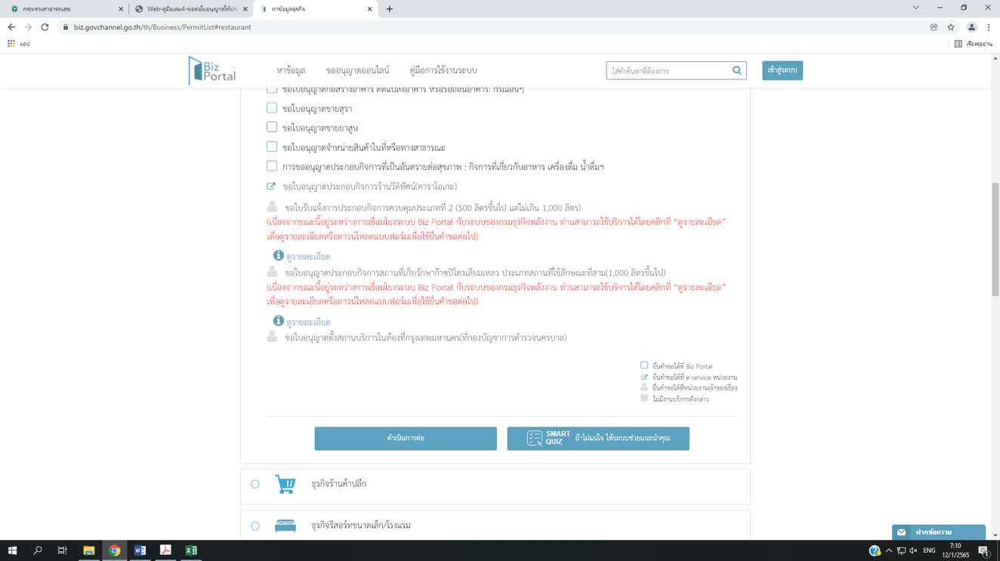 กระทรวงสาธารณสุข
Web-คู่มือเล่ม4-ขอต่อใบอนุญาตให้ประ
หาข้อมูลธุรกิจ
biz.govchannel.go.th/th/Business/PermitList#restaurant
แอป
เรื่องรออ่าน
Biz Portal
หาข้อมูล
ขออนุญาตออนไลน์
คู่มือการใช้งานระบบ
ใส่คำค้นหาที่ต้องการ
เข้าสู่ระบบ
ขอใบอนุญาตก่อสร้างอาคาร ดัดแปลงอาคาร หรือรื้อถอนอาคาร: กรณีอื่นๆ
ขอใบอนุญาตขายสุรา
ขอใบอนุญาตขายยาสูบ
ขอใบอนุญาตจำหน่ายสินค้าในที่หรือทางสาธารณะ
การขออนุญาตประกอบกิจการที่เป็นอันตรายต่อสุขภาพ : กิจการที่เกี่ยวกับอาหาร เครื่องดื่ม น้ำดื่มฯ
ขอใบอนุญาตประกอบกิจการร้านวีดิทัศน์(คาราโอเกะ)
ขอใบรับแจ้งการประกอบกิจการควบคุมประเภทที่ 2 (500 ลิตรขึ้นไป แต่ไม่เกิน 1,000 ลิตร)
(เนื่องจากขณะนี้อยู่ระหว่างการเชื่อมโยงระบบ Biz Portal กับระบบของกรมธุรกิจพลังงาน ท่านสามารถใช้บริการได้โดยคลิกที่ “ดูรายละเอียด”
เพื่อดูรายละเอียดหรือดาวน์โหลดแบบฟอร์มเพื่อใช้ยื่นคำขอต่อไป)
ดูรายละเอียด
ขอใบอนุญาตประกอบกิจการสถานที่เก็บรักษาก๊าซปิโตรเลียมเหลว ประเภทสถานที่ใช้ลักษณะที่สาม(1,000 ลิตรขึ้นไป)
(เนื่องจากขณะนี้อยู่ระหว่างการเชื่อมโยงระบบ Biz Portal กับระบบของกรมธุรกิจพลังงาน ท่านสามารถใช้บริการได้โดยคลิกที่ “ดูรายละเอียด”
เพื่อดูรายละเอียดหรือดาวน์โหลดแบบฟอร์มเพื่อใช้ยื่นคำขอต่อไป)
ดูรายละเอียด
ขอใบอนุญาตตั้งสถานบริการในท้องที่กรุงเทพมหานคร(ที่กองบัญชาการตำรวจนครบาล)
ยื่นคำขอได้ที่ Biz Portal
ยื่นคำขอได้ที่ e-service หน่วยงาน
ยื่นคำขอได้ที่หน่วยงานเจ้าของเรื่อง
ไม่มีงานบริการดังกล่าว
ดำเนินการต่อ
SMART QUIZ ถ้าไม่แน่ใจ ให้ระบบช่วยแนะนำคุณ
ธุรกิจร้านค้าปลีก
ธุรกิจรีสอร์ทขนาดเล็ก/โรงแรม
ฝากข้อความ
ENG
7:10
12/1/2565